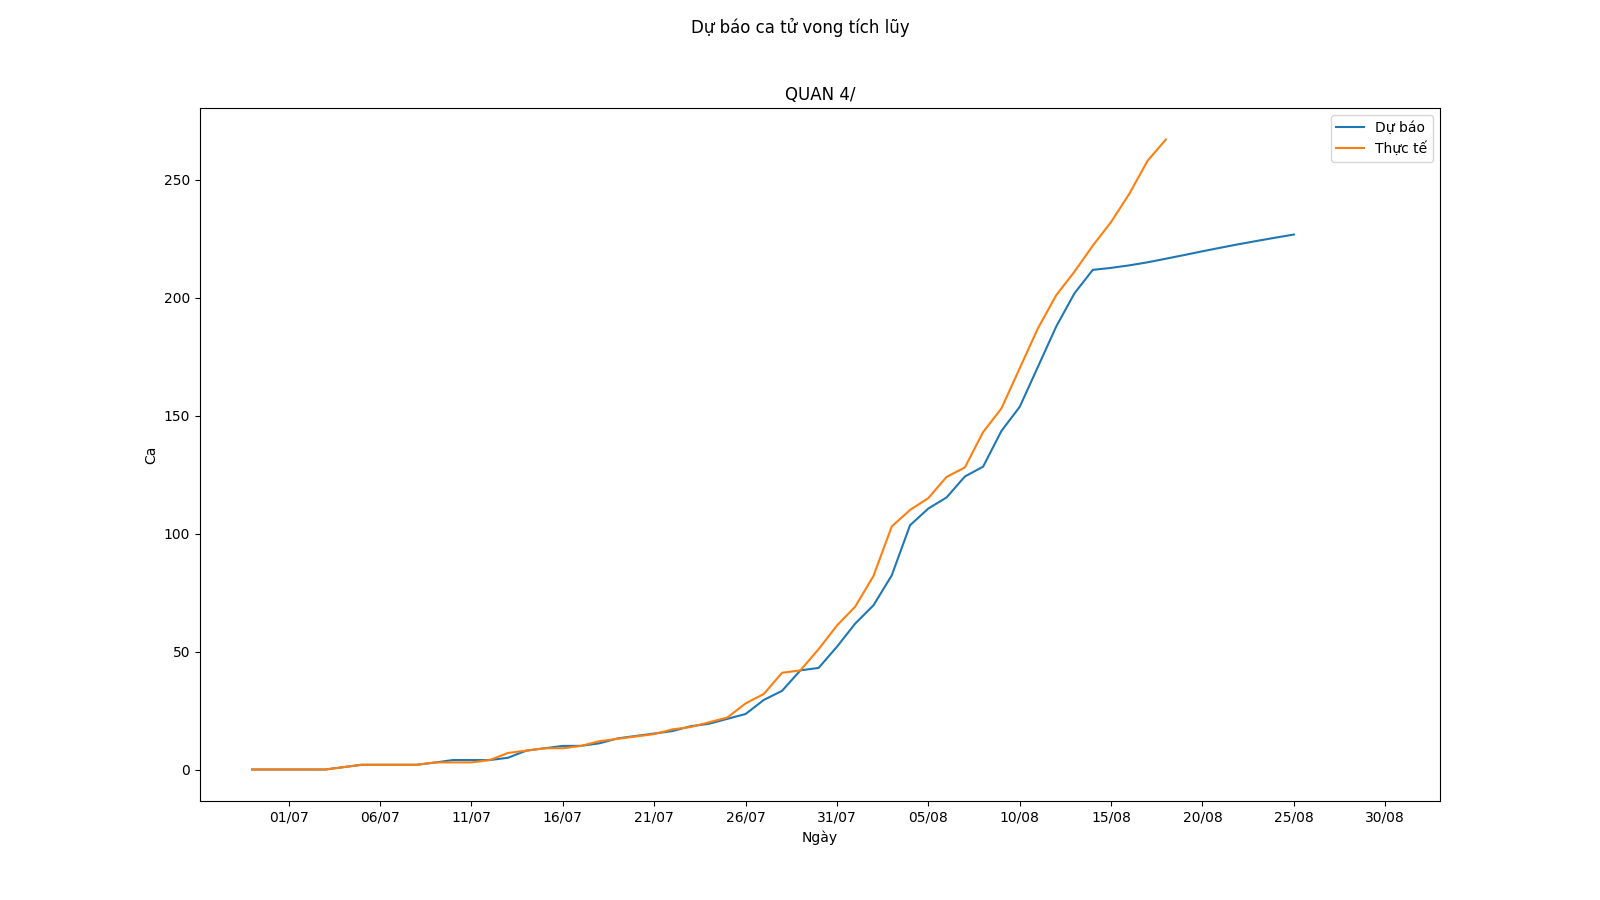 Dự báo ca tử vong tích lũy
QUAN 4/
Dự báo
Thực tế
250
200
150
100
50
0
Ca
01/07 06/07 11/07 16/07 21/07 26/07 31/07 05/08 10/08 15/08 20/08 25/08 30/08
Ngày